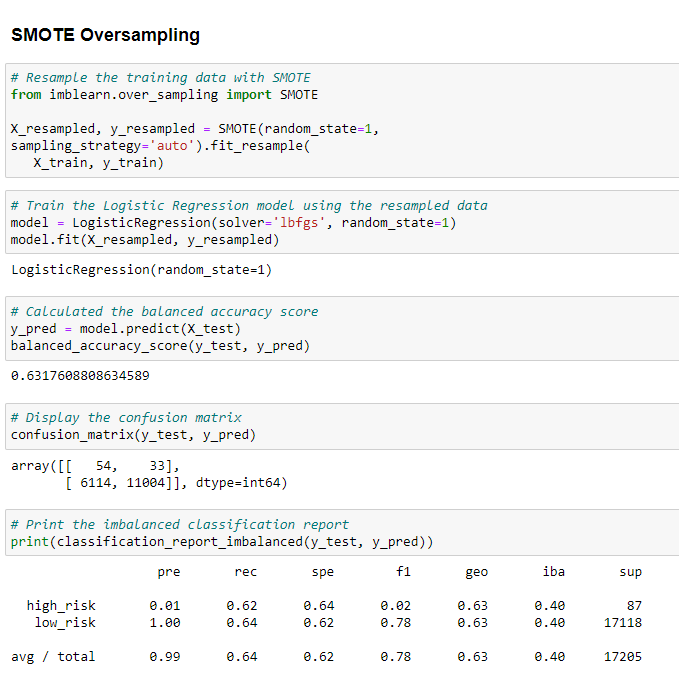 SMOTE Oversampling
# Resample the training data with SMOTE
from imblearn.over_sampling import SMOTE
X_resampled, y_resampled = SMOTE(random_state=1,
sampling_strategy='auto').fit_resample(
X_train, y_train)
# Train the Logistic Regression model using the resampled data
model = LogisticRegression(solver='lbfgs', random_state=1)
model.fit(X_resampled, y_resampled)
LogisticRegression(random_state=1)
# Calculated the balanced accuracy score
y_pred = model.predict(X_test)
balanced_accuracy_score(y_test, y_pred)
0.6317608808634589
# Display the confusion matrix
confusion_matrix(y_test, y_pred)
array([[   54,    33],
[ 6114, 11004]], dtype=int64)
# Print the imbalanced classification report
print(classification_report_imbalanced(y_test, y_pred))
pre rec spe f1 geo iba sup
high_risk 0.01 0.62 0.64 0.02 0.63 0.40 87
low_risk 1.00 0.64 0.62 0.78 0.63 0.40 17118
avg / total 0.99 0.64 0.62 0.78 0.63 0.40 17205